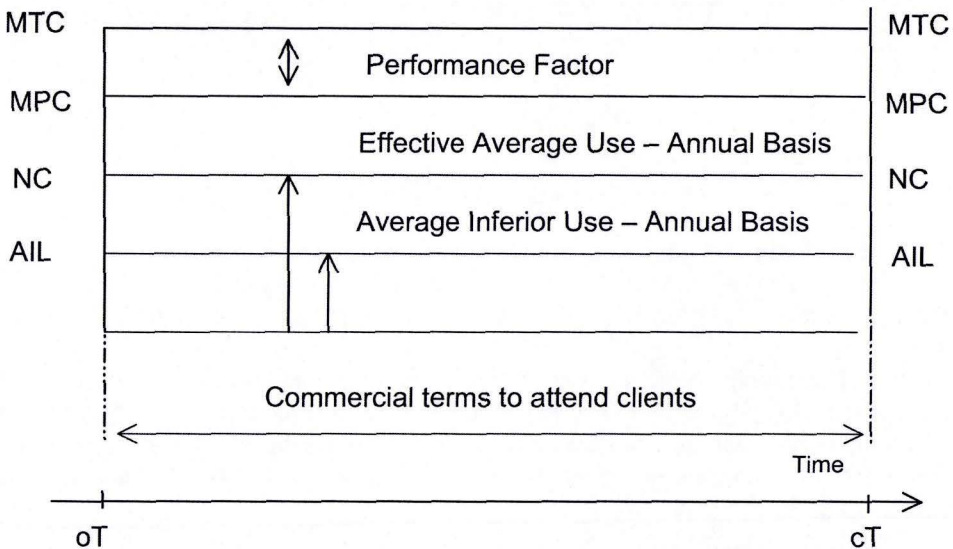 MTC MTC
Performance Factor
MPC MPC
Effective Average Use – Annual Basis
NC NC
Average Inferior Use – Annual Basis
AIL AIL
Commercial terms to attend clients
Time
oT cT